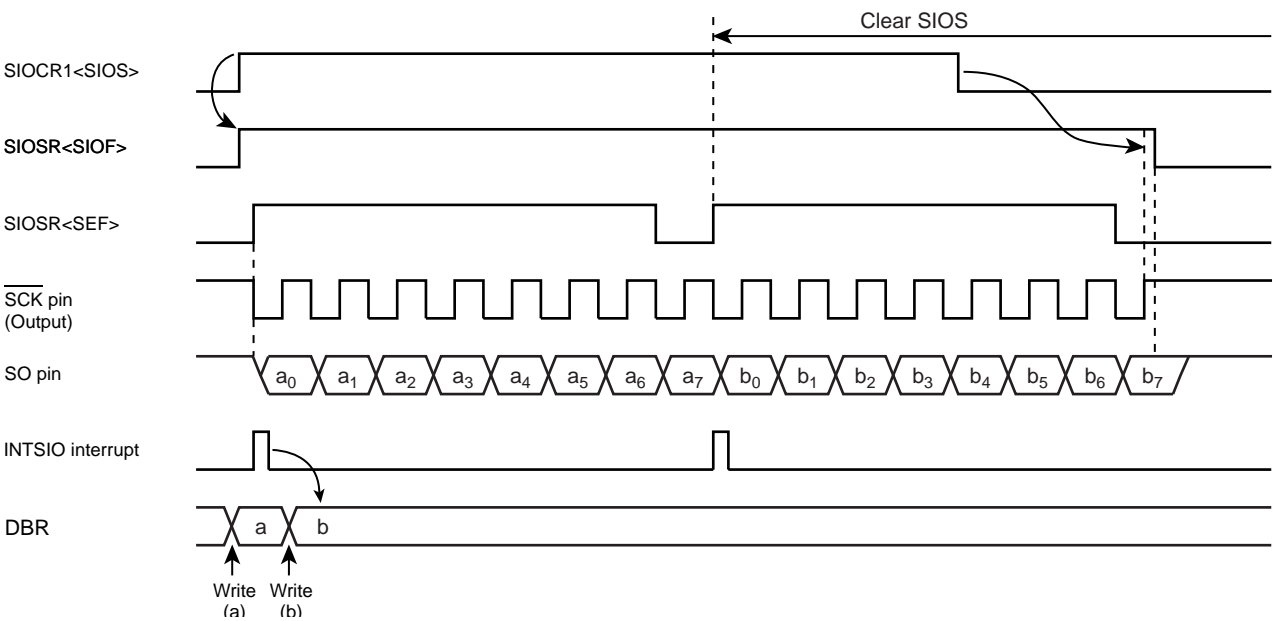 Clear SIOS
SIOCR1<SIOS>
SIOSR<SIOF>
SIOSR<SEF>
SCK pin
(Output)
SO pin
a0 a1 a2 a3 a4 a5 a6 a7 b0 b1 b2 b3 b4 b5 b6 b7
INTSIO interrupt
DBR
a b
Write Write
(a) (b)